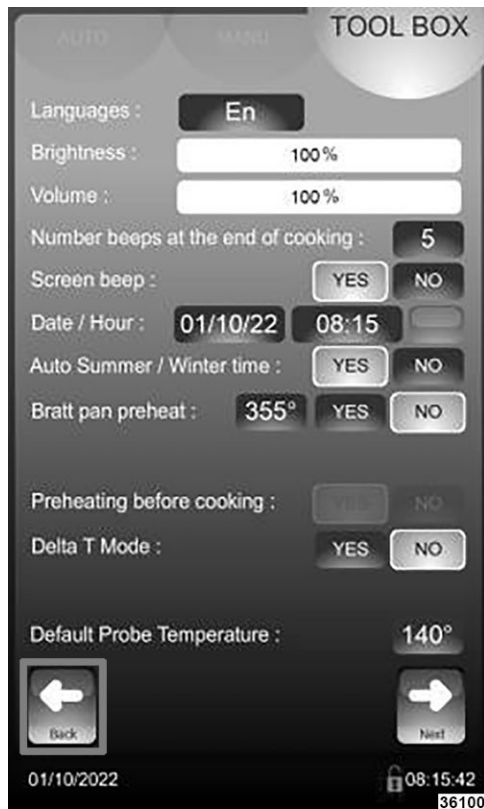 AUTO MANU TOOL BOX
Languages : En
Brightness : 100 %
Volume : 100 %
Number beeps at the end of cooking : 5
Screen beep : YES NO
Date / Hour : 01/10/22 08:15
Auto Summer / Winter time : YES NO
Bratt pan preheat : 355° YES NO
Preheating before cooking : YES NO
Delta T Mode : YES NO
Default Probe Temperature : 140°
Back Next
01/10/2022 08:15:42
36100